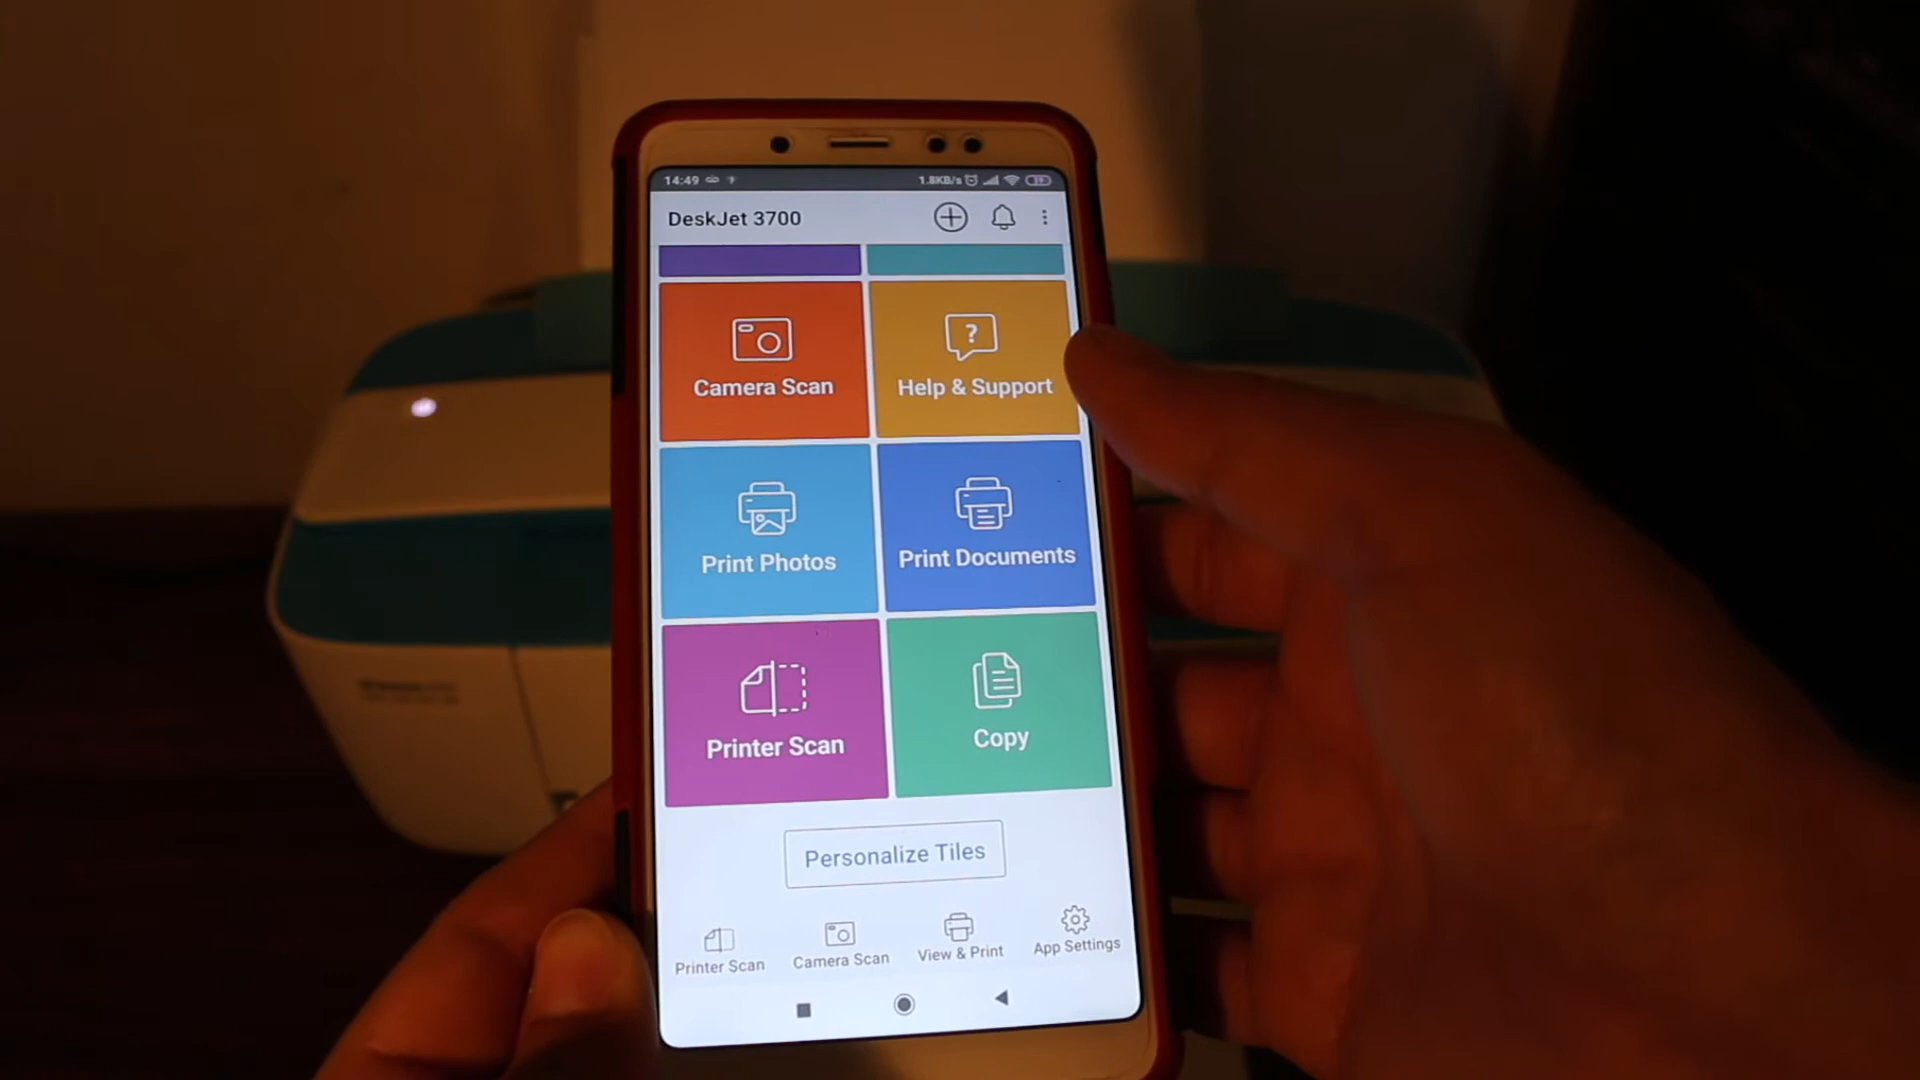 14:49
1.8KB/s
DeskJet 3700
Camera Scan
Help & Support
Print Photos
Print Documents
Printer Scan
Copy
Personalize Tiles
Printer Scan
Camera Scan
View & Print
App Settings